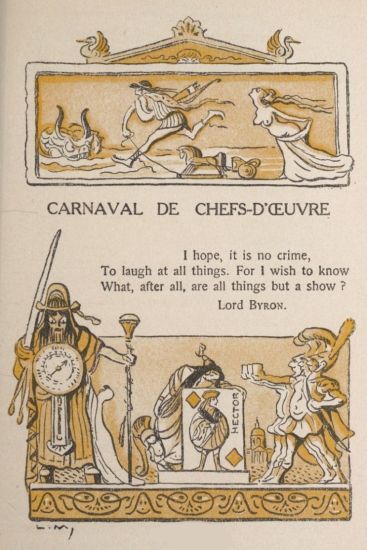 CARNAVAL DE CHEFS-D'ŒUVRE
I hope, it is no crime,
To laugh at all things. For I wish to know
What, after all, are all things but a show ?
Lord BYRON.
HECTOR
L. M,